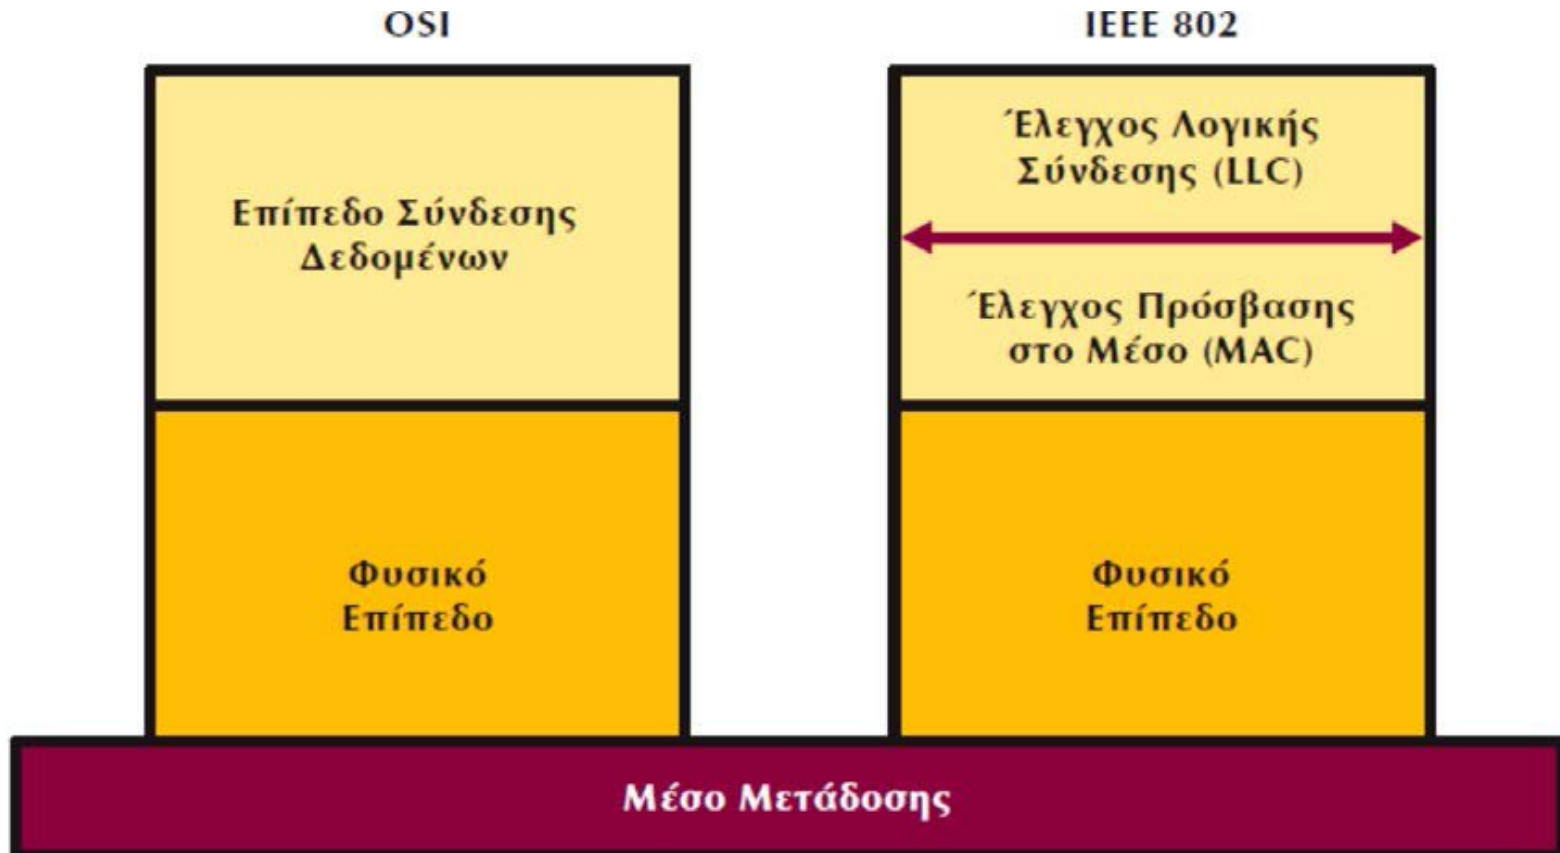 OSI
IEEE 802
Επίπεδο Σύνδεσης
Δεδομένων
Έλεγχος Λογικής
Σύνδεσης (LLC)
Έλεγχος Πρόσβασης
στο Μέσο (MAC)
Φυσικό
Επίπεδο
Φυσικό
Επίπεδο
Μέσο Μετάδοσης